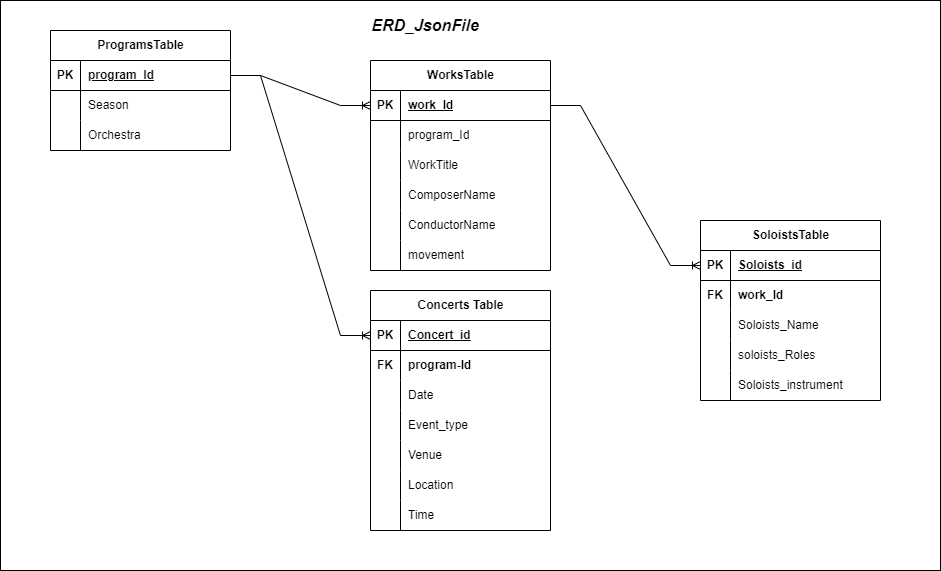 ERD_JsonFile
ProgramsTable
PK program_Id
Season
Orchestra
WorksTable
PK work_Id
program_Id
WorkTitle
ComposerName
ConductorName
movement
Concerts Table
PK Concert_id
FK program-Id
Date
Event_type
Venue
Location
Time
SoloistsTable
PK Soloists_id
FK work_Id
Soloists_Name
soloists_Roles
Soloists_instrument